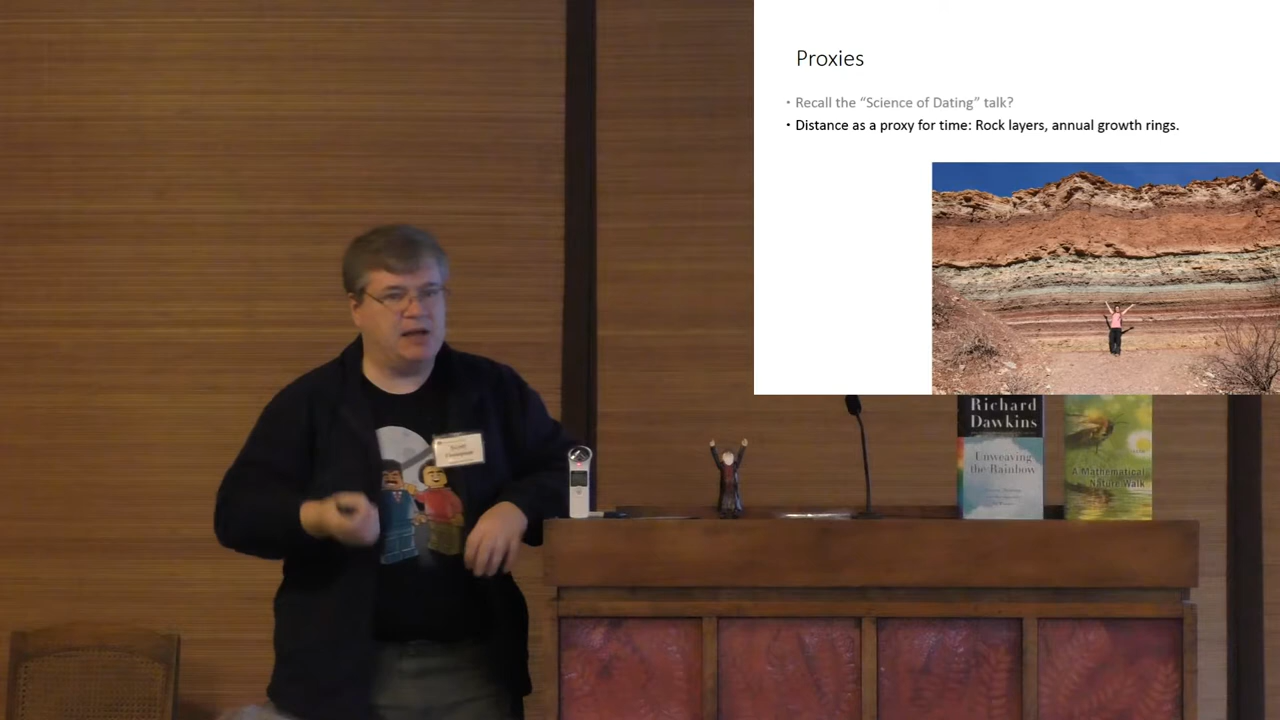 Proxies
• Recall the “Science of Dating” talk?
• Distance as a proxy for time: Rock layers, annual growth rings.
Richard
Dawkins
Unweaving
the Rainbow
A Mathematical
Nature Walk